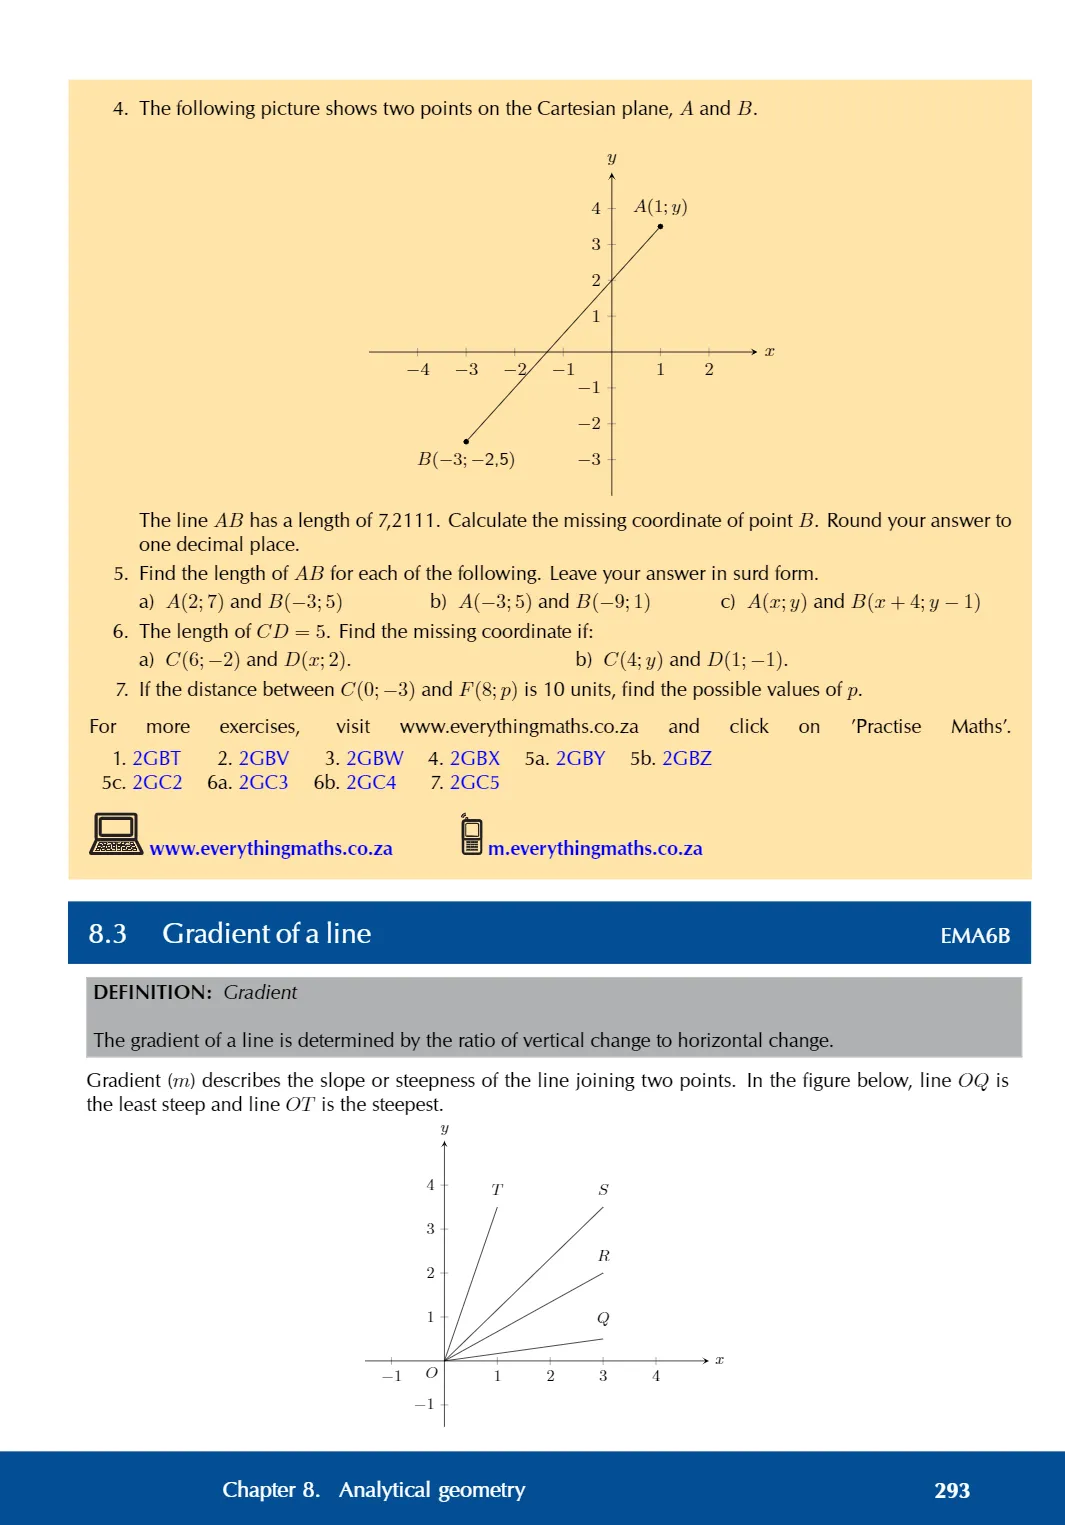 4. The following picture shows two points on the Cartesian plane, A and B.
y
4
A(1; y)
3
2
1
x
−4 −3 −2 −1 1 2
−1
−2
B(−3; −2,5)
−3
The line AB has a length of 7,2111. Calculate the missing coordinate of point B. Round your answer to
one decimal place.
5. Find the length of AB for each of the following. Leave your answer in surd form.
a) A(2; 7) and B(−3; 5) b) A(−3; 5) and B(−9; 1) c) A(x; y) and B(x + 4; y − 1)
6. The length of CD = 5. Find the missing coordinate if:
a) C(6; −2) and D(x; 2). b) C(4; y) and D(1; −1).
7. If the distance between C(0; −3) and F(8; p) is 10 units, find the possible values of p.
For more exercises, visit www.everythingmaths.co.za and click on ’Practise Maths’.
1. 2GBT 2. 2GBV 3. 2GBW 4. 2GBX 5a. 2GBY 5b. 2GBZ
5c. 2GC2 6a. 2GC3 6b. 2GC4 7. 2GC5
www.everythingmaths.co.za m.everythingmaths.co.za
8.3 Gradient of a line EMA6B
DEFINITION: Gradient
The gradient of a line is determined by the ratio of vertical change to horizontal change.
Gradient (m) describes the slope or steepness of the line joining two points. In the figure below, line OQ is
the least steep and line OT is the steepest.
y
4 T S
3
R
2
1 Q
x
−1 O 1 2 3 4
−1
Chapter 8. Analytical geometry 293